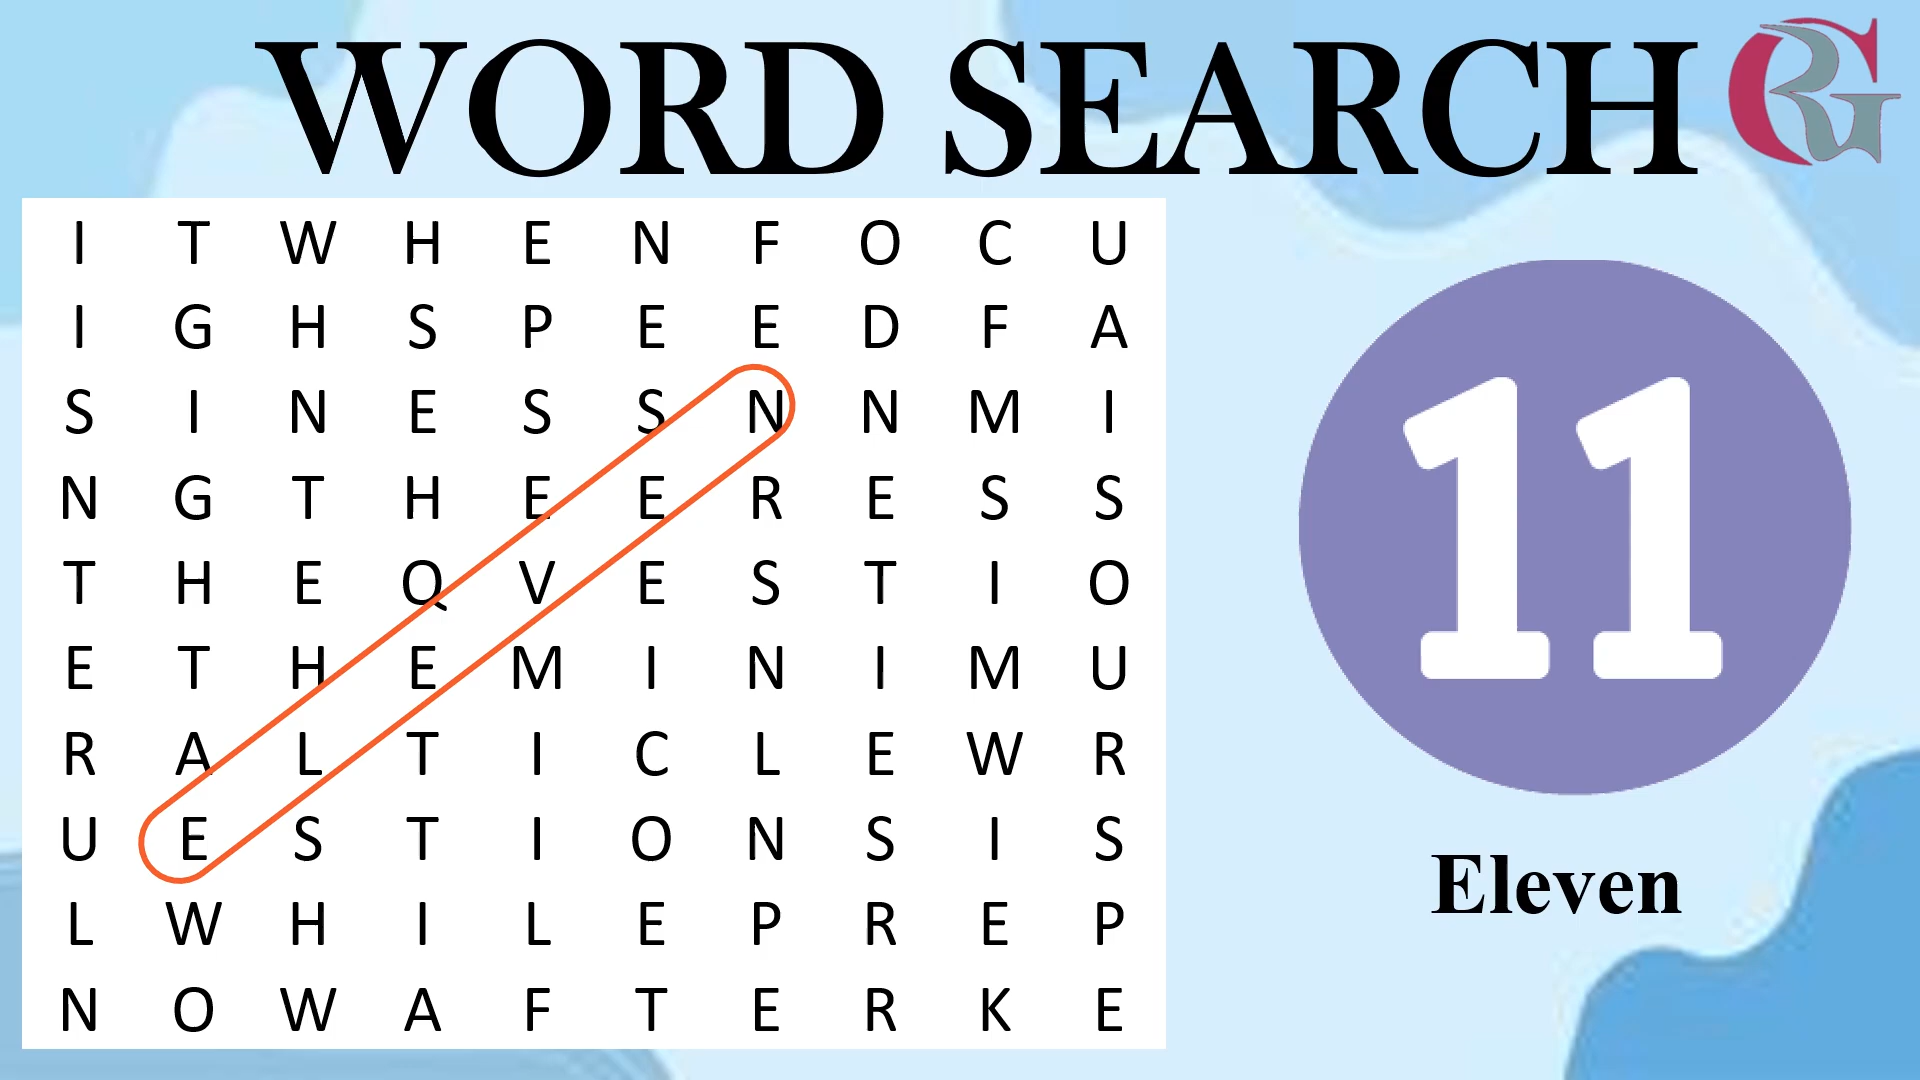 WORD SEARCH
I T W H E N F O C U
I G H S P E E D F A
S I N E S S N N M I
N G T H E E R E S S
T H E Q V E S T I O
E T H E M I N I M U
R A L T I C L E W R
U E S T I O N S I S
L W H I L E P R E P
N O W A F T E R K E
11
Eleven